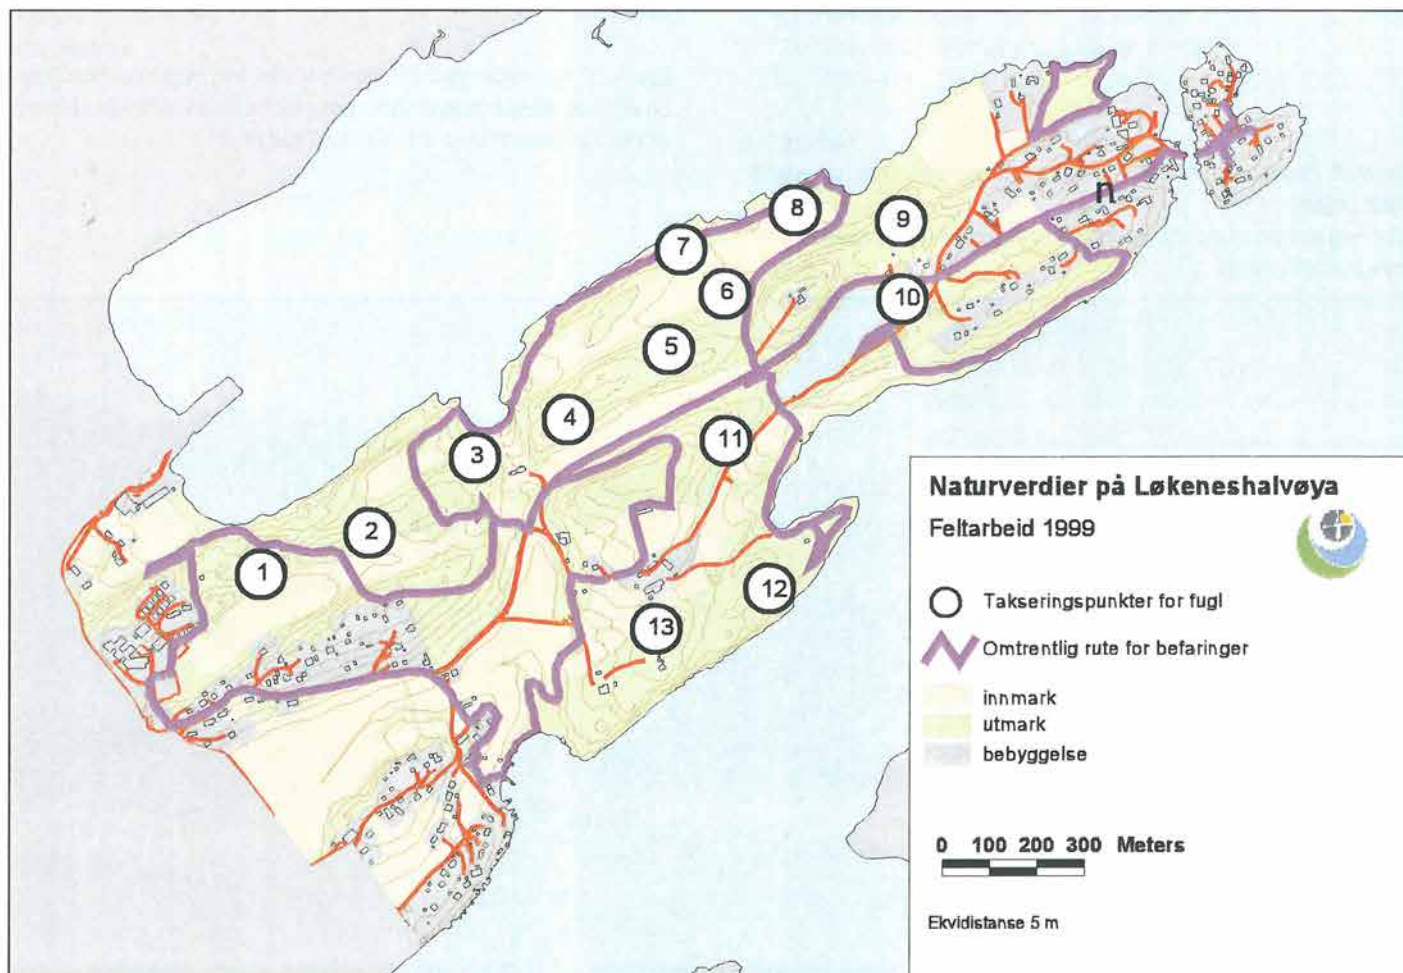 8
9
7
n
6
10
5
4
11
3
2
1
12
13
Naturverdier på Løkeneshalvøya
Feltarbeid 1999
Takseringspunkter for fugl
Omtrentlig rute for befaringer
innmark
utmark
bebyggelse
0 100 200 300 Meters
Ekvidistanse 5 m